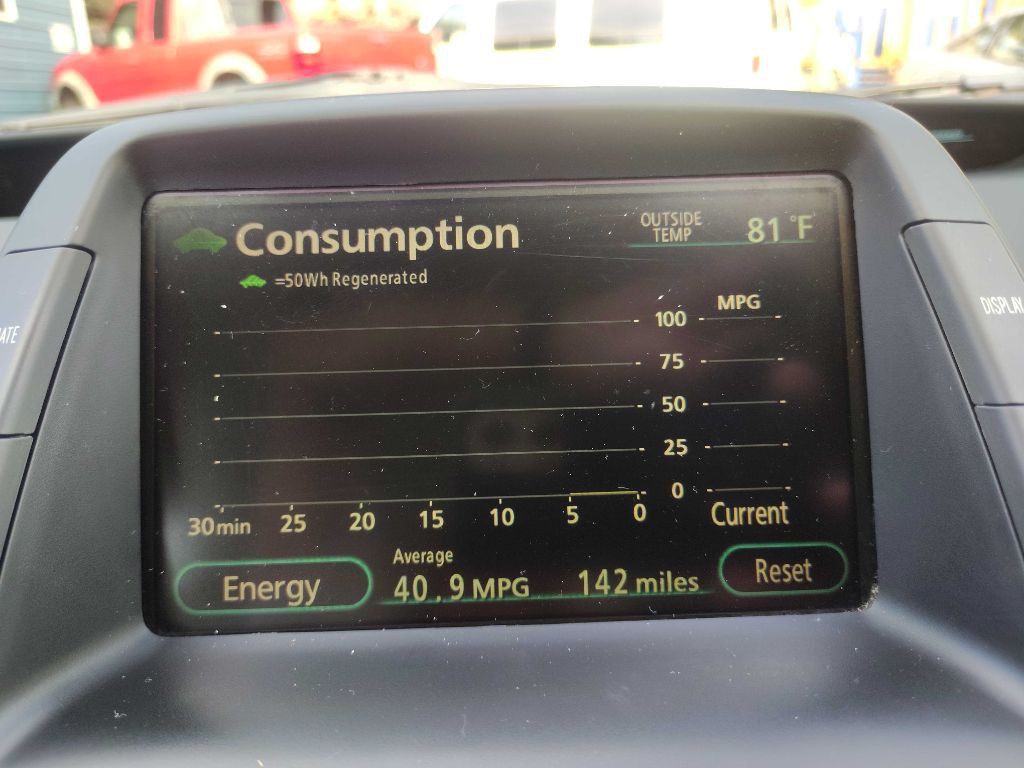 Consumption
OUTSIDE
TEMP
81 °F
=50Wh Regenerated
MPG
100
75
50
25
0
30min 25 20 15 10 5 0
Current
Energy
Average
40.9 MPG 142 miles
Reset
DISPLAY